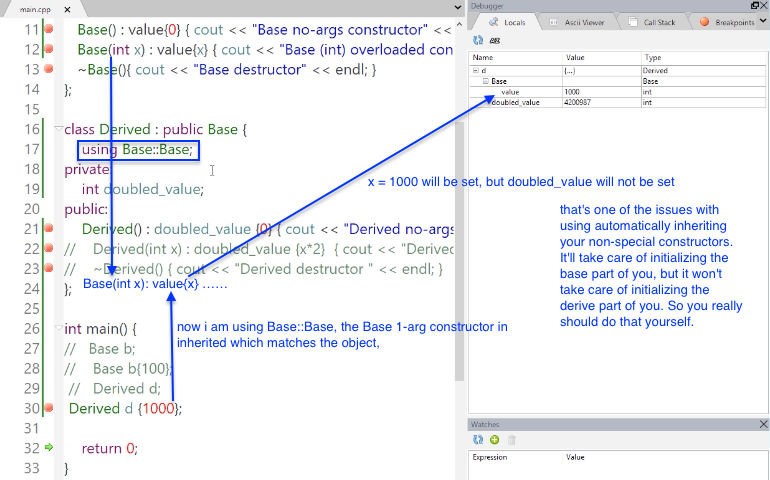 main.cpp
11 Base() : value{0} { cout << "Base no-args constructor" <<
12 Base(int x) : value{x} { cout << "Base (int) overloaded con
13 ~Base(){ cout << "Base destructor" << endl; }
14 };
15
16 class Derived : public Base {
17 using Base::Base;
18 private
19 int doubled_value;
20 public:
21 Derived() : doubled_value {0} { cout << "Derived no-args
22 // Derived(int x) : doubled_value {x*2} { cout << "Derived
23 // ~Derived() { cout << "Derived destructor " << endl; }
24 };
Base(int x): value{x} ......
25
26 int main() {
27 // Base b;
28 // Base b{100};
29 // Derived d;
30 Derived d {1000};
31
32 return 0;
33 }
now i am using Base::Base, the Base 1-arg constructor in
inherited which matches the object,
Debugger
Locals Ascii Viewer Call Stack Breakpoints
Name Value Type
d {...} Derived
Base Base
value 1000 int
doubled_value 4200987 int
x = 1000 will be set, but doubled_value will not be set
that's one of the issues with
using automatically inheriting
your non-special constructors.
It'll take care of initializing the
base part of you, but it won't
take care of initializing the
derive part of you. So you really
should do that yourself.
Watches
Expression Value